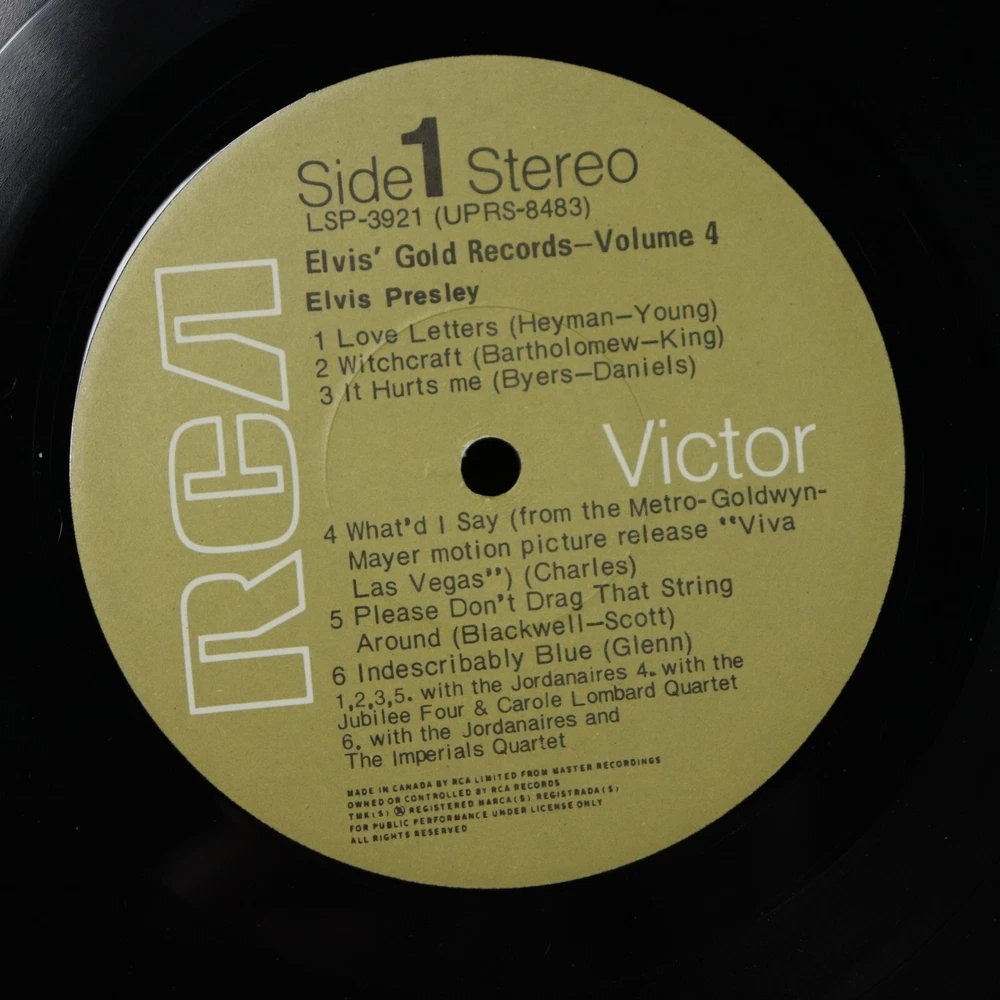 Side 1 Stereo
LSP-3921 (UPRS-8483)
Elvis' Gold Records—Volume 4
Elvis Presley
1 Love Letters (Heyman—Young)
2 Witchcraft (Bartholomew—King)
3 It Hurts me (Byers—Daniels)
RCA
Victor
4 What'd I Say (from the Metro-Goldwyn-
Mayer motion picture release "Viva
Las Vegas") (Charles)
5 Please Don't Drag That String
Around (Blackwell—Scott)
6 Indescribably Blue (Glenn)
1,2,3,5. with the Jordanaires 4. with the
Jubilee Four & Carole Lombard Quartet
6. with the Jordanaires and
The Imperials Quartet
MADE IN CANADA BY RCA LIMITED FROM MASTER RECORDINGS
OWNED OR CONTROLLED BY RCA RECORDS
TMK(S) ® REGISTERED MARCA(S) REGISTRADA(S)
FOR PUBLIC PERFORMANCE UNDER LICENSE ONLY
ALL RIGHTS RESERVED